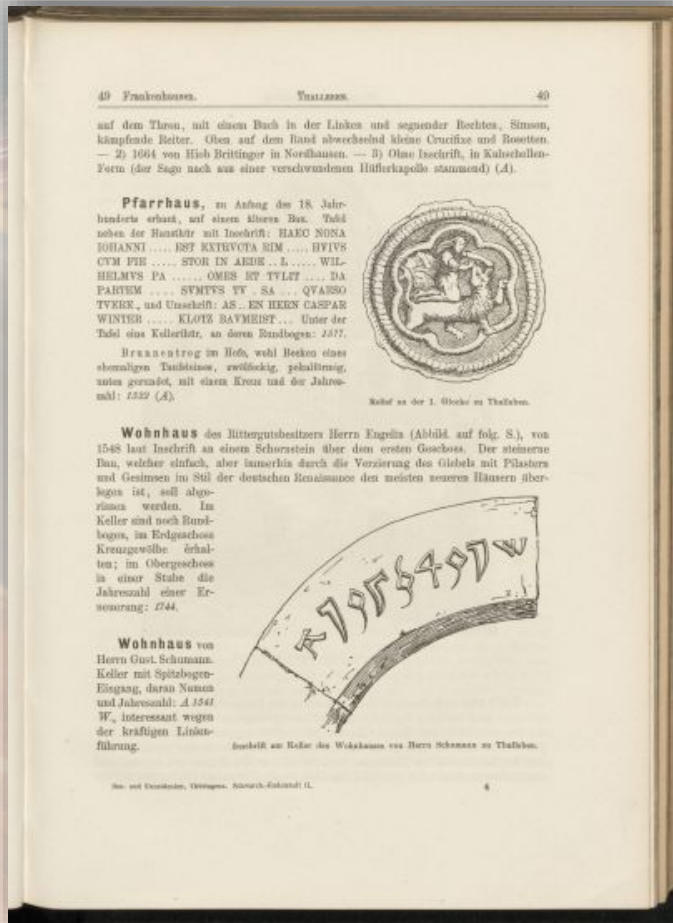 49 Frankenhausen. THALLEBEN. 49
auf dem Thron, mit einem Buch in der Linken und segnender Rechten, Simson,
kämpfende Reiter. Oben auf dem Band abwechselnd kleine Crucifixe und Rosetten.
— 2) 1664 von Hiob Brittinger in Nordhausen. — 3) Ohne Inschrift, in Kuhschellen-
Form (der Sage nach aus einer verschwundenen Hüflerkapelle stammend) (A).
Pfarrhaus, zu Anfang des 18. Jahr-
hunderts erbaut, auf einem älteren Bau. Tafel
neben der Hausthür mit Inschrift: HAEC NONA
IOHANNI ..... EST EXTRVCTA RIM ..... HVIVS
CVM PIE ..... STOR IN AEDE .. L ..... WIL-
HELMVS PA ...... OMES ET TVLIT .... DA
PARTEM .... SVMTVS TV . SA ... QVAESO
TVERE., und Umschrift: AS .. EN HERN CASPAR
WINTER ..... KLOTZ BAVMEIST ... Unter der
Tafel eine Kellerthür, an deren Rundbogen: 1577.
Brunnentrog im Hofe, wohl Becken eines
ehemaligen Taufsteines, zwölfeckig, pokalförmig,
unten gerundet, mit einem Kreuz und der Jahres-
zahl: 1522 (A).
Relief an der 1. Glocke zu Thalleben.
Wohnhaus des Rittergutsbesitzers Herrn Engelin (Abbild. auf folg. S.), von
1548 laut Inschrift an einem Schornstein über dem ersten Geschoss. Der steinerne
Bau, welcher einfach, aber immerhin durch die Verzierung des Giebels mit Pilastern
und Gesimsen im Stil der deutschen Renaissance den meisten neueren Häusern über-
legen ist, soll abge-
rissen werden. Im
Keller sind noch Rund-
bogen, im Erdgeschoss
Kreuzgewölbe erhal-
ten; im Obergeschoss
in einer Stube die
Jahreszahl einer Er-
neuerung: 1744.
Wohnhaus von
Herrn Gust. Schumann.
Keller mit Spitzbogen-
Eingang, daran Namen
und Jahreszahl: A 1541
W., interessant wegen
der kräftigen Linien-
führung.
Inschrift am Keller des Wohnhauses von Herrn Schumann zu Thalleben.
Bau- und Kunstdenkm. Thüringens. Schwarzb.-Rudolstadt II. 4